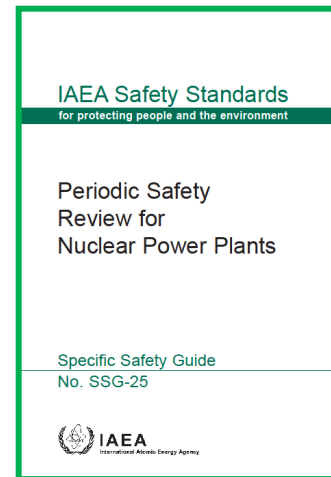 IAEA Safety Standards
for protecting people and the environment
Periodic Safety
Review for
Nuclear Power Plants
Specific Safety Guide
No. SSG-25
IAEA
International Atomic Energy Agency